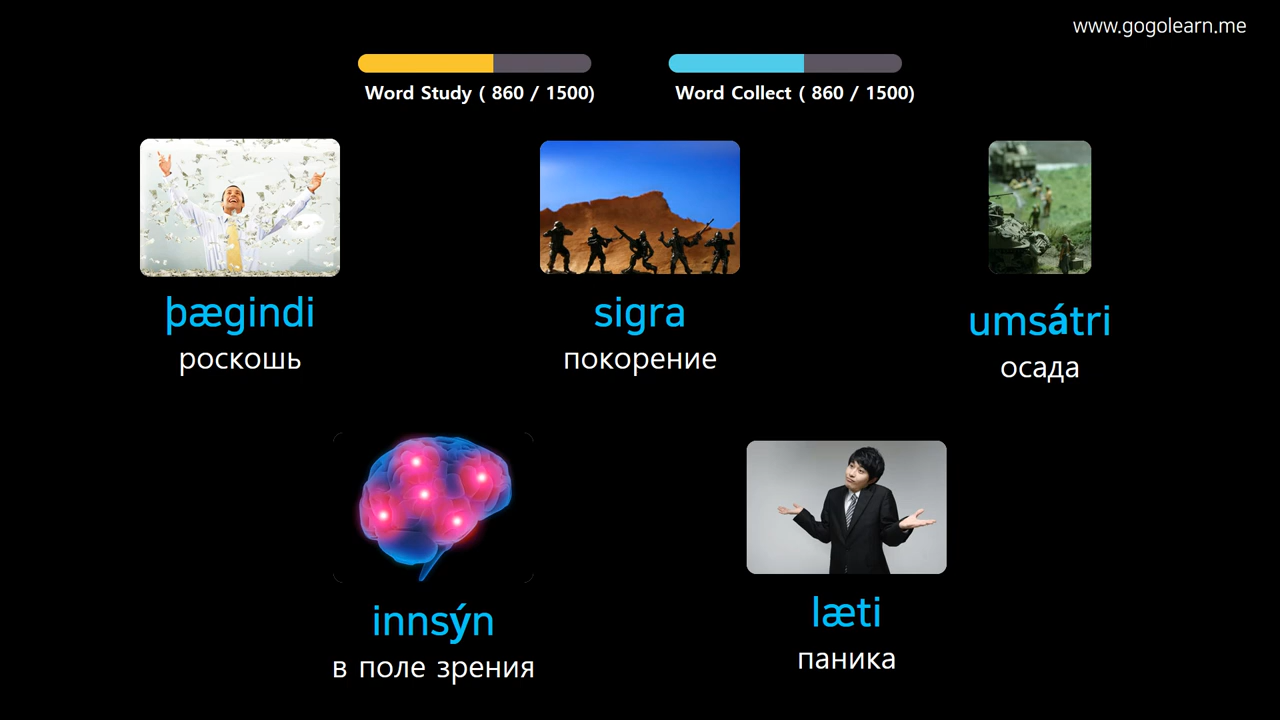 www.gogolearn.me
Word Study ( 860 / 1500)
Word Collect ( 860 / 1500)
þægindi
роскошь
sigra
покорение
umsátri
осада
innsýn
в поле зрения
læti
паника